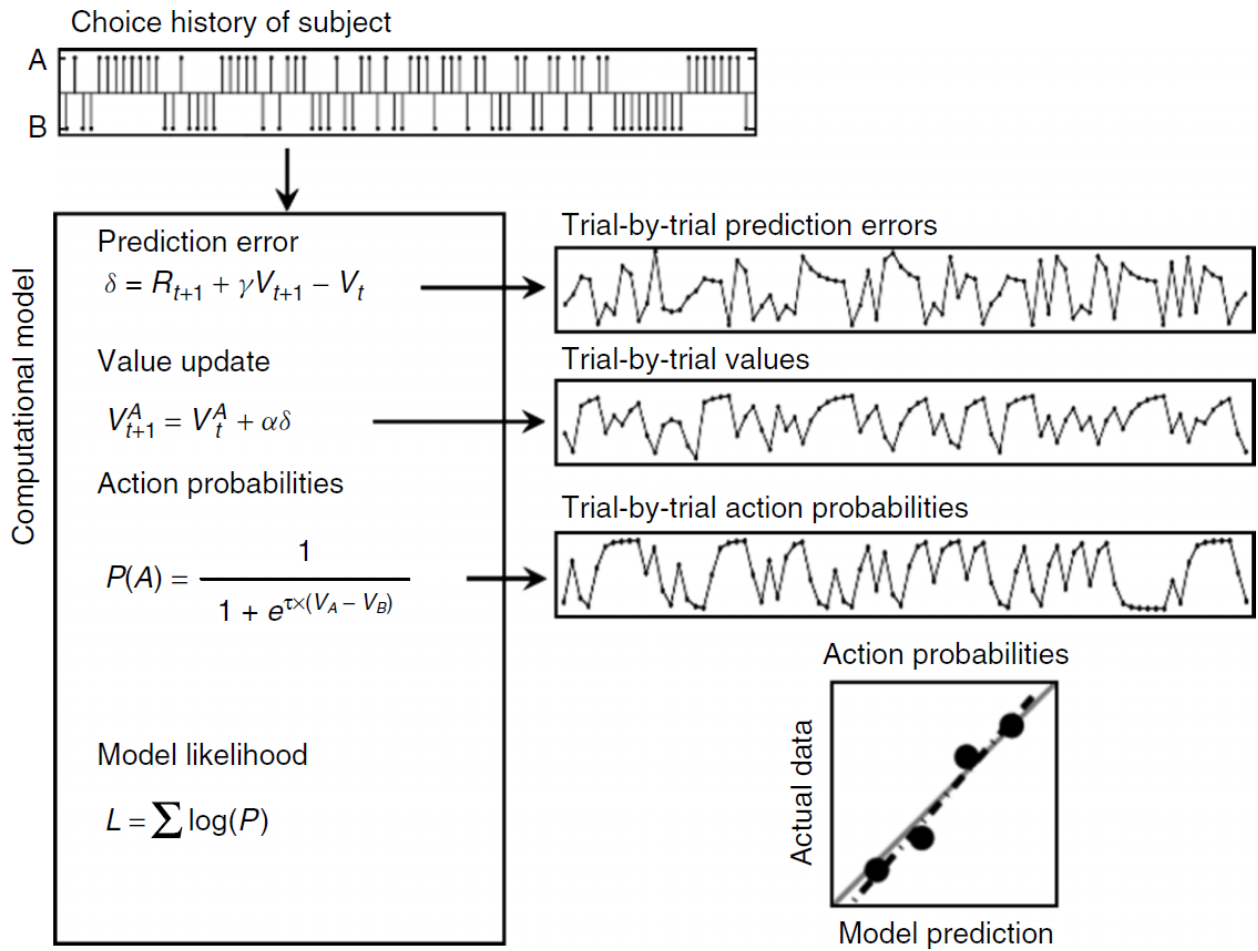 Choice history of subject
A
B
Computational model
Prediction error
δ = R_{t+1} + γV_{t+1} − V_t
Value update
V^A_{t+1} = V^A_t + αδ
Action probabilities
P(A) = 1 / (1 + e^{τ×(V_A − V_B)})
Model likelihood
L = ∑ log(P)
Trial-by-trial prediction errors
Trial-by-trial values
Trial-by-trial action probabilities
Action probabilities
Actual data
Model prediction